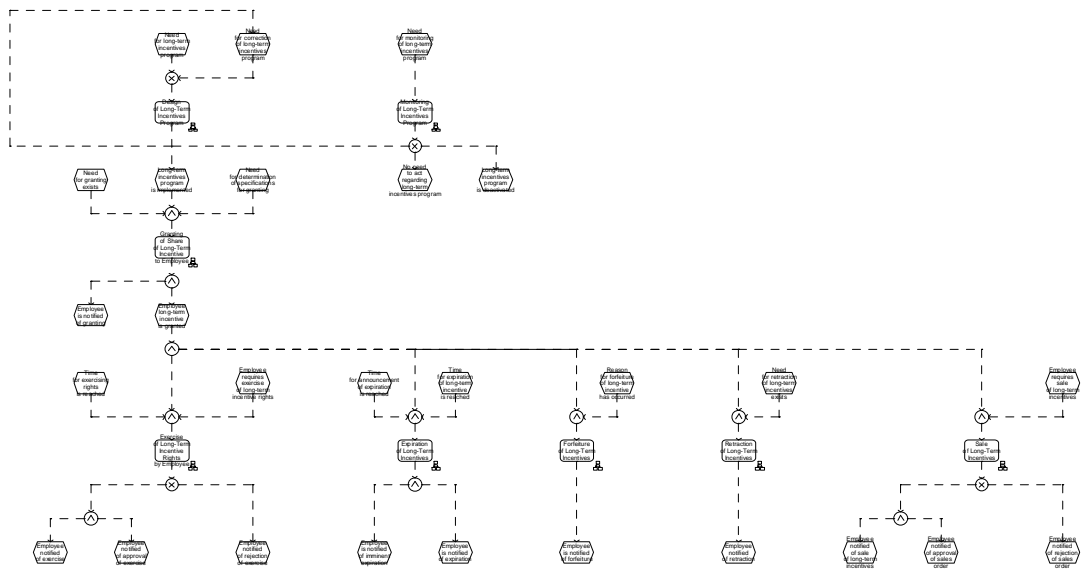 Need
for long-term
incentives
program
Need
for correction
of long-term
incentives
program
Need
for monitoring
of long-term
incentives
program
Design
of Long-Term
Incentives
Program
Monitoring
of Long-Term
Incentives
Program
Need
for granting
exists
Long-term
incentives
program
is implemented
Need
for determination
of specifications
for granting
No need
to act
regarding
long-term
incentives program
Long-term
incentives
program
is deactivated
Granting
of Share
of Long-Term
Incentive
to Employee
Employee
is notified
of granting
Employee
long-term
incentive
is granted
Time
for exercising
rights
is reached
Employee
requires
exercise
of long-term
incentive rights
Time
for announcement
of expiration
is reached
Time
for expiration
of long-term
incentive
is reached
Reason
for forfeiture
of long-term
incentive
has occurred
Need
for retraction
of long-term
incentives
exists
Employee
requires
sale
of long-term
incentives
Exercise
of Long-Term
Incentive
Rights
by Employee
Expiration
of Long-Term
Incentives
Forfeiture
of Long-Term
Incentives
Retraction
of Long-Term
Incentives
Sale
of Long-Term
Incentives
Employee
notified
of exercise
Employee
notified
of approval
of exercise
Employee
notified
of rejection
of exercise
Employee
is notified
of imminent
expiration
Employee
is notified
of expiration
Employee
is notified
of forfeiture
Employee
notified
of retraction
Employee
notified
of sale
of long-term
incentives
Employee
notified
of approval
of sales
order
Employee
notified
of rejection
of sales
order